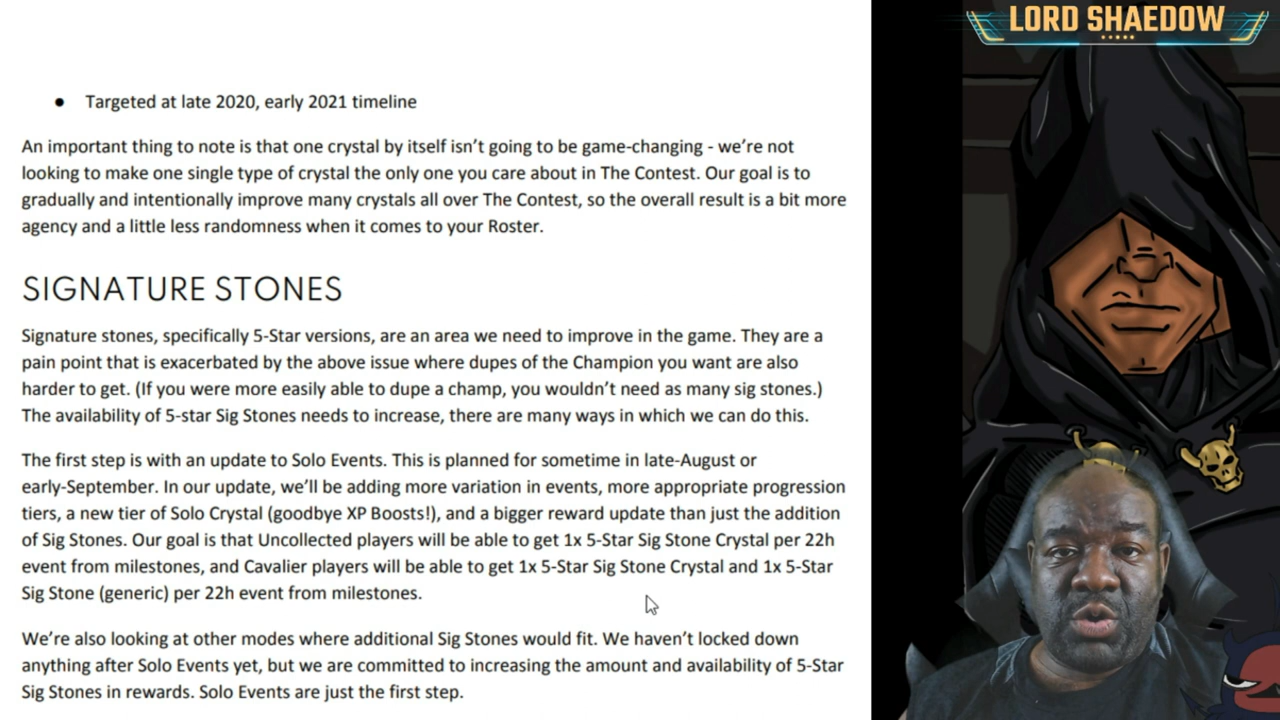 LORD SHAEDOW
● Targeted at late 2020, early 2021 timeline
An important thing to note is that one crystal by itself isn’t going to be game-changing - we’re not
looking to make one single type of crystal the only one you care about in The Contest. Our goal is to
gradually and intentionally improve many crystals all over The Contest, so the overall result is a bit more
agency and a little less randomness when it comes to your Roster.
SIGNATURE STONES
Signature stones, specifically 5-Star versions, are an area we need to improve in the game. They are a
pain point that is exacerbated by the above issue where dupes of the Champion you want are also
harder to get. (If you were more easily able to dupe a champ, you wouldn’t need as many sig stones.)
The availability of 5-star Sig Stones needs to increase, there are many ways in which we can do this.
The first step is with an update to Solo Events. This is planned for sometime in late-August or
early-September. In our update, we’ll be adding more variation in events, more appropriate progression
tiers, a new tier of Solo Crystal (goodbye XP Boosts!), and a bigger reward update than just the addition
of Sig Stones. Our goal is that Uncollected players will be able to get 1x 5-Star Sig Stone Crystal per 22h
event from milestones, and Cavalier players will be able to get 1x 5-Star Sig Stone Crystal and 1x 5-Star
Sig Stone (generic) per 22h event from milestones.
We’re also looking at other modes where additional Sig Stones would fit. We haven’t locked down
anything after Solo Events yet, but we are committed to increasing the amount and availability of 5-Star
Sig Stones in rewards. Solo Events are just the first step.